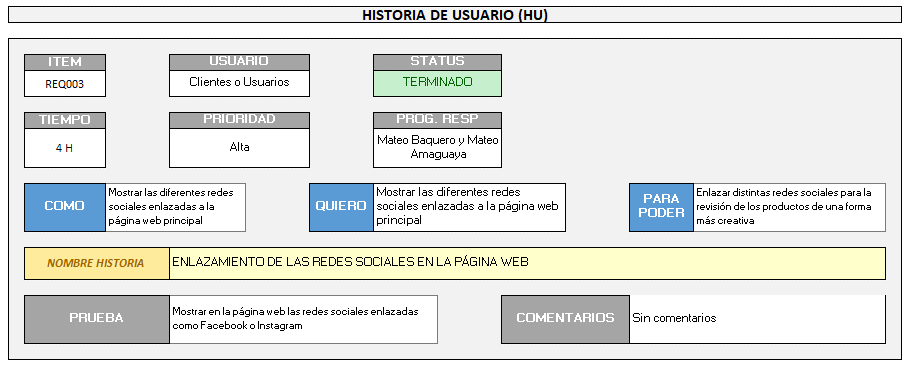 HISTORIA DE USUARIO (HU)
ITEM
REQ003
USUARIO
Clientes o Usuarios
STATUS
TERMINADO
TIEMPO
4 H
PRIORIDAD
Alta
PROG. RESP
Mateo Baquero y Mateo
Amaguaya
COMO
Mostrar las diferentes redes
sociales enlazadas a la
página web principal
QUIERO
Mostrar las diferentes redes
sociales enlazadas a la página web
principal
PARA
PODER
Enlazar distintas redes sociales para la
revisión de los productos de una forma
más creativa
NOMBRE HISTORIA
ENLAZAMIENTO DE LAS REDES SOCIALES EN LA PÁGINA WEB
PRUEBA
Mostrar en la página web las redes sociales enlazadas
como Facebook o Instagram
COMENTARIOS
Sin comentarios